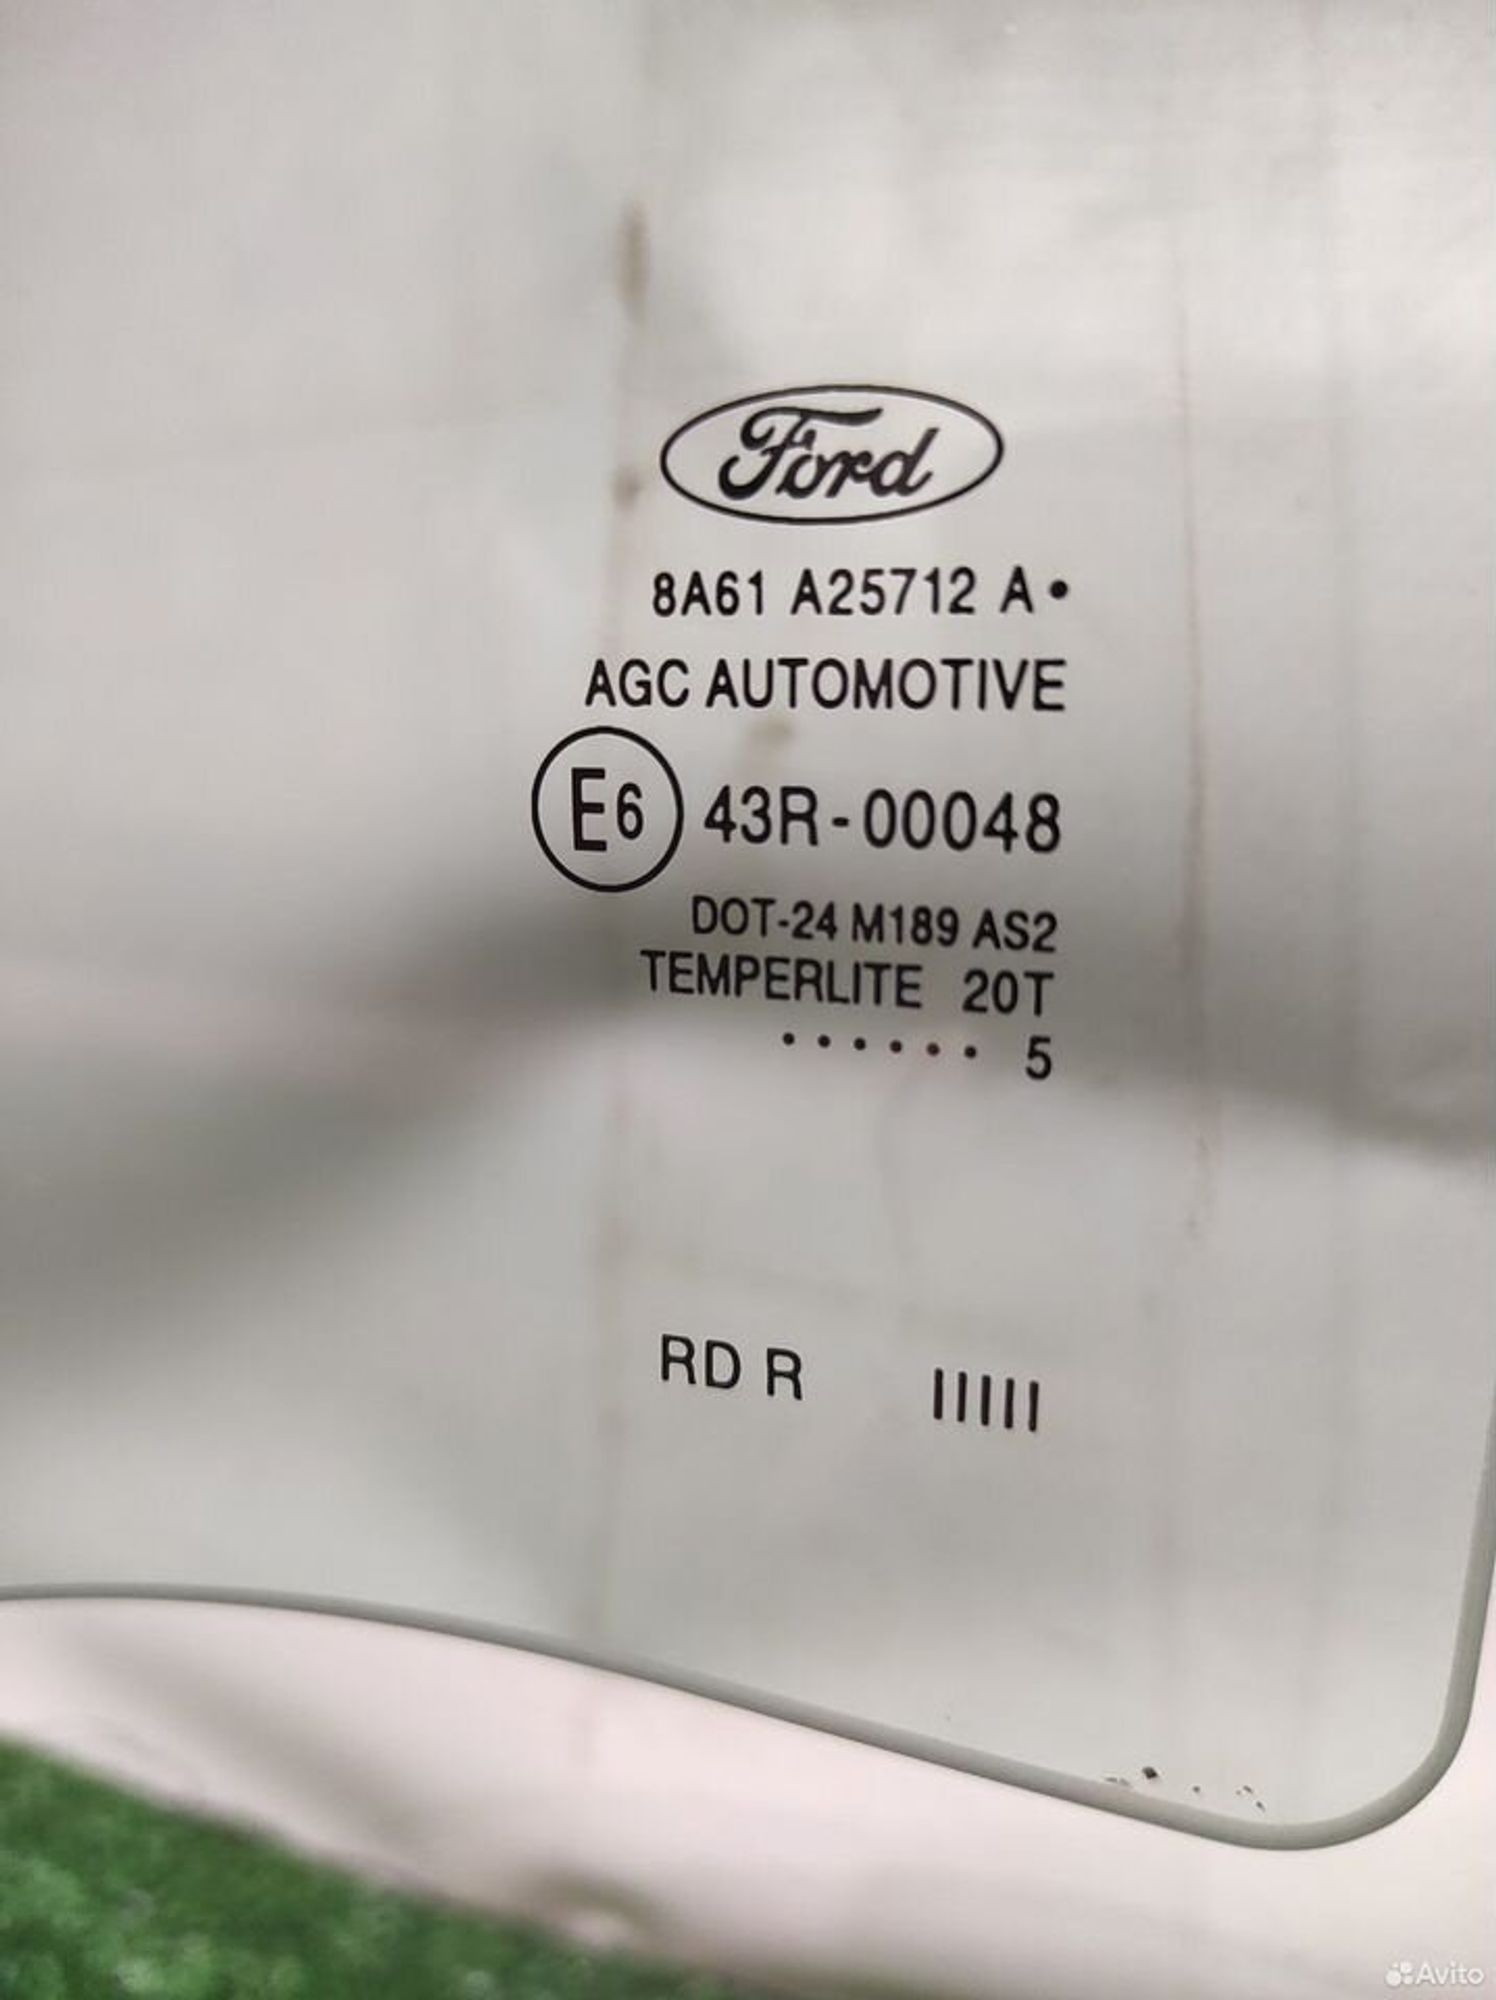 Ford
8A61 A25712 A•
AGC AUTOMOTIVE
E6 43R-00048
DOT-24 M189 AS2
TEMPERLITE 20T
...... 5
RD R IIIII
Avito